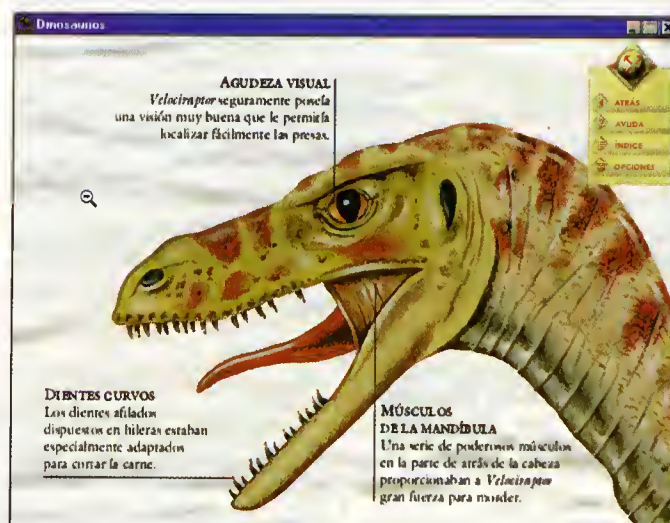 Dinosaurios
AGUDEZA VISUAL
Velociraptor seguramente poseía
una visión muy buena que le permitía
localizar fácilmente las presas.
ATRÁS
AYUDA
ÍNDICE
OPCIONES
DIENTES CURVOS
Los dientes afilados
dispuestos en hileras estaban
especialmente adaptados
para cortar la carne.
MÚSCULOS
DE LA MANDÍBULA
Una serie de poderosos músculos
en la parte de atrás de la cabeza
proporcionaban a Velociraptor
gran fuerza para morder.